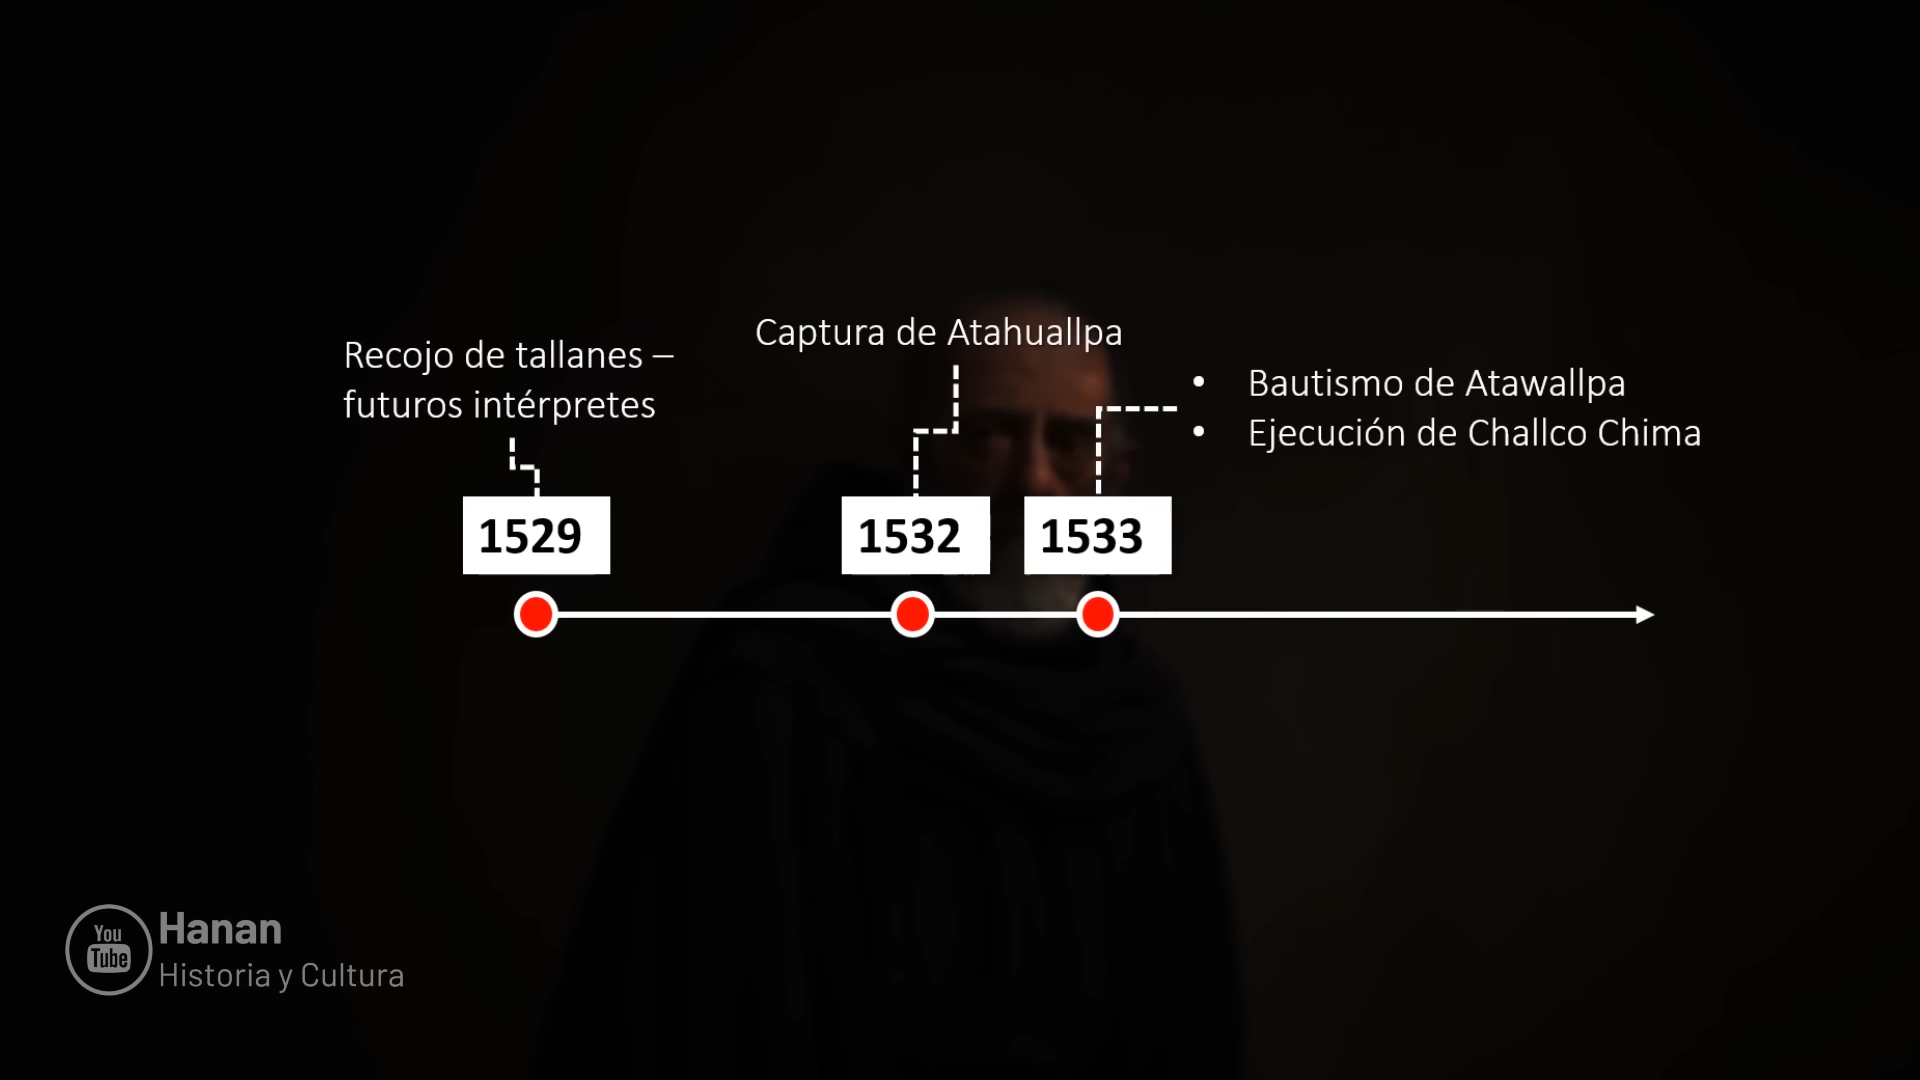 Recojo de tallanes –
futuros intérpretes
Captura de Atahuallpa
• Bautismo de Atawallpa
• Ejecución de Challco Chima
1529
1532
1533
You
Tube
Hanan
Historia y Cultura